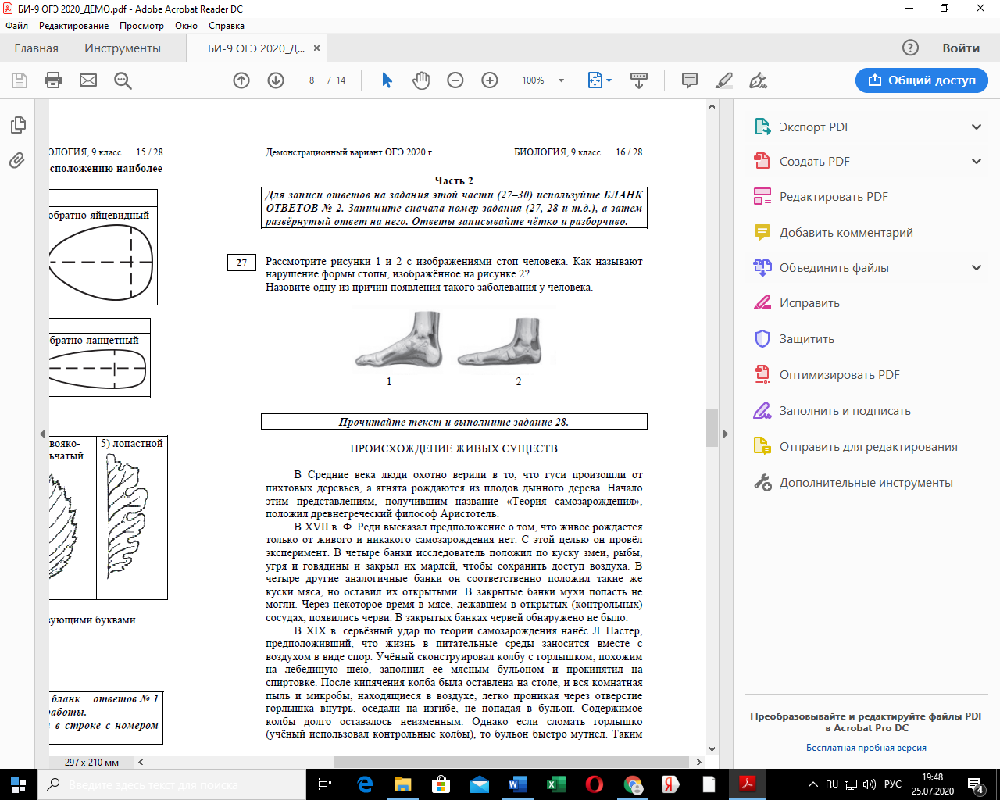 БИ-9 ОГЭ 2020_ДЕМО.pdf - Adobe Acrobat Reader DC
Файл Редактирование Просмотр Окно Справка
Главная Инструменты БИ-9 ОГЭ 2020_Д... × Войти
8 / 14 100% Общий доступ
ОЛОГИЯ, 9 класс. 15 / 28
сположению наиболее
обратно-яйцевидный
братно-ланцетный
вояко-
ьчатый
5) лопастной
вующими буквами.
бланк ответов № 1
работы.
в строке с номером
Демонстрационный вариант ОГЭ 2020 г. БИОЛОГИЯ, 9 класс. 16 / 28
Часть 2
Для записи ответов на задания этой части (27–30) используйте БЛАНК
ОТВЕТОВ № 2. Запишите сначала номер задания (27, 28 и т.д.), а затем
развёрнутый ответ на него. Ответы записывайте чётко и разборчиво.
27
Рассмотрите рисунки 1 и 2 с изображениями стоп человека. Как называют
нарушение формы стопы, изображённое на рисунке 2?
Назовите одну из причин появления такого заболевания у человека.
1 2
Прочитайте текст и выполните задание 28.
ПРОИСХОЖДЕНИЕ ЖИВЫХ СУЩЕСТВ
В Средние века люди охотно верили в то, что гуси произошли от
пихтовых деревьев, а ягнята рождаются из плодов дынного дерева. Начало
этим представлениям, получившим название «Теория самозарождения»,
положил древнегреческий философ Аристотель.
В XVII в. Ф. Реди высказал предположение о том, что живое рождается
только от живого и никакого самозарождения нет. С этой целью он провёл
эксперимент. В четыре банки исследователь положил по куску змеи, рыбы,
угря и говядины и закрыл их марлей, чтобы сохранить доступ воздуха. В
четыре другие аналогичные банки он соответственно положил такие же
куски мяса, но оставил их открытыми. В закрытые банки мухи попасть не
могли. Через некоторое время в мясе, лежавшем в открытых (контрольных)
сосудах, появились черви. В закрытых банках червей обнаружено не было.
В XIX в. серьёзный удар по теории самозарождения нанёс Л. Пастер,
предположивший, что жизнь в питательные среды заносится вместе с
воздухом в виде спор. Учёный сконструировал колбу с горлышком, похожим
на лебединую шею, заполнил её мясным бульоном и прокипятил на
спиртовке. После кипячения колба была оставлена на столе, и вся комнатная
пыль и микробы, находящиеся в воздухе, легко проникая через отверстие
горлышка внутрь, оседали на изгибе, не попадая в бульон. Содержимое
колбы долго оставалось неизменным. Однако если сломать горлышко
(учёный использовал контрольные колбы), то бульон быстро мутнел. Таким
297 x 210 мм
Экспорт PDF
Создать PDF
Редактировать PDF
Добавить комментарий
Объединить файлы
Исправить
Защитить
Оптимизировать PDF
Заполнить и подписать
Отправить для редактирования
Дополнительные инструменты
Преобразовывайте и редактируйте файлы PDF
в Acrobat Pro DC
Бесплатная пробная версия
Введите здесь текст для поиска
RU РУС 19:48
25.07.2020
4